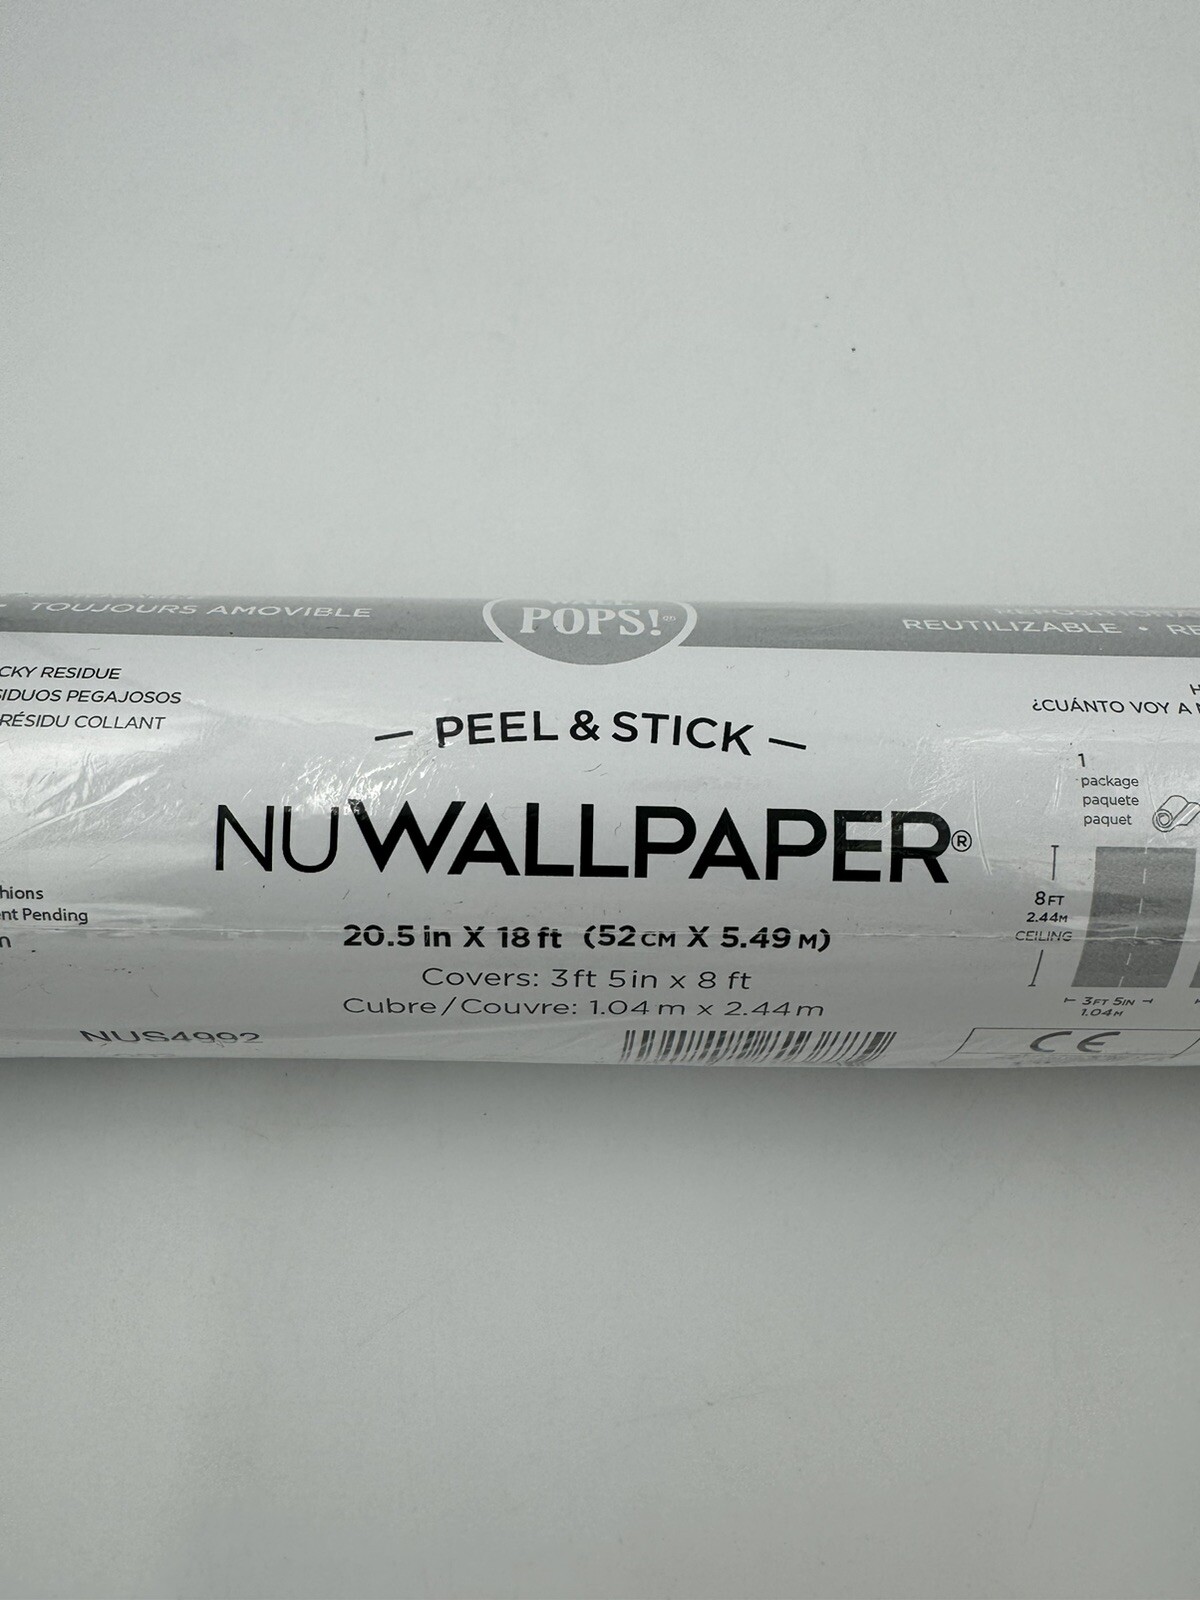 • TOUJOURS AMOVIBLE
POPS!
REUTILIZABLE • RE
CKY RESIDUE
SIDUOS PEGAJOSOS
RÉSIDU COLLANT
— PEEL & STICK —
NUWALLPAPER®
20.5 in X 18 ft (52 CM X 5.49 M)
Covers: 3ft 5in x 8 ft
Cubre/Couvre: 1.04 m x 2.44m
hions
nt Pending
n
NUS4992
H
¿CUÁNTO VOY A N
1
package
paquete
paquet
8FT
2.44M
CEILING
3FT 5IN
1.04M
CE